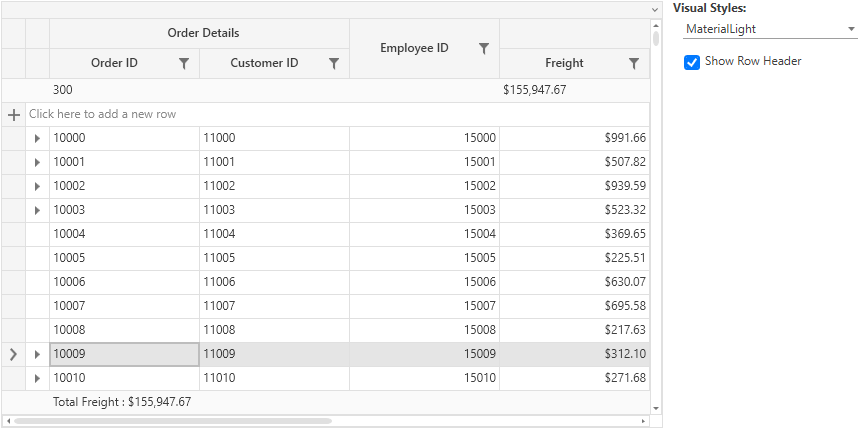 Visual Styles:
MaterialLight
Show Row Header
Order Details
Employee ID
Order ID Customer ID Freight
300 $155,947.67
Click here to add a new row
10000 11000 15000 $991.66
10001 11001 15001 $507.82
10002 11002 15002 $939.59
10003 11003 15003 $523.32
10004 11004 15004 $369.65
10005 11005 15005 $225.51
10006 11006 15006 $630.07
10007 11007 15007 $695.58
10008 11008 15008 $217.63
10009 11009 15009 $312.10
10010 11010 15010 $271.68
Total Freight : $155,947.67